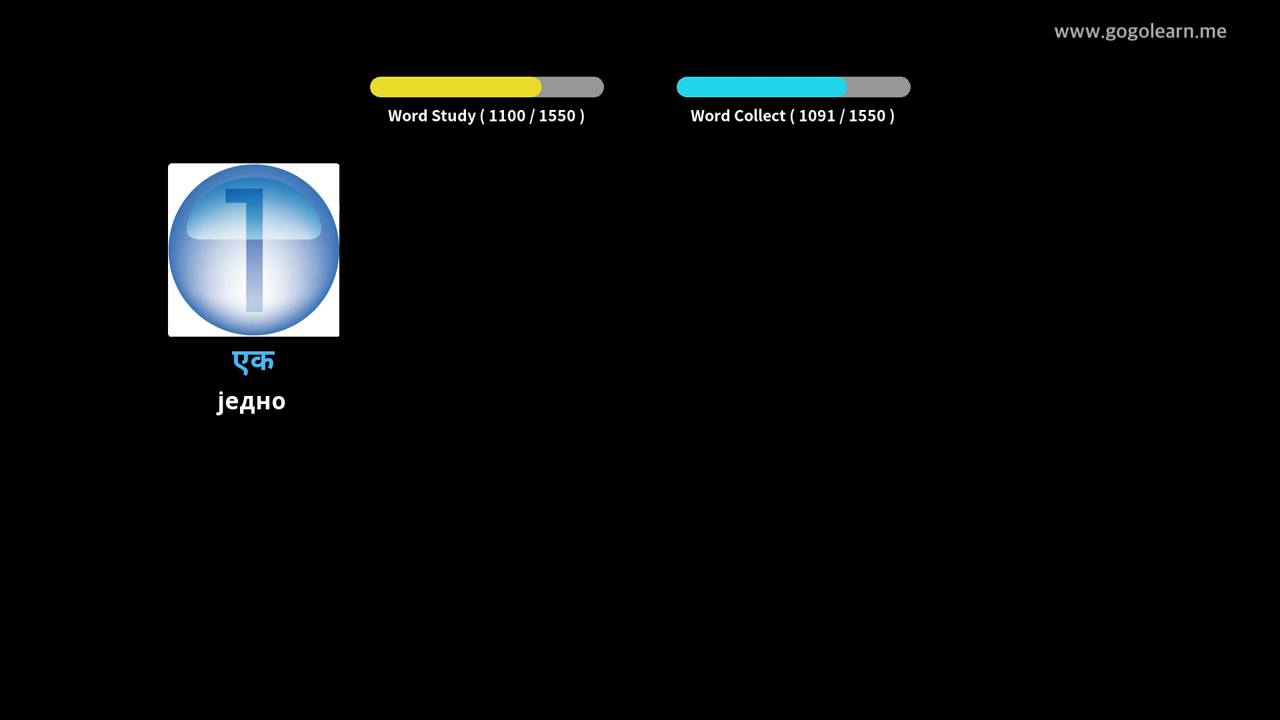 www.gogolearn.me
Word Study ( 1100 / 1550 )
Word Collect ( 1091 / 1550 )
1
एक
једно